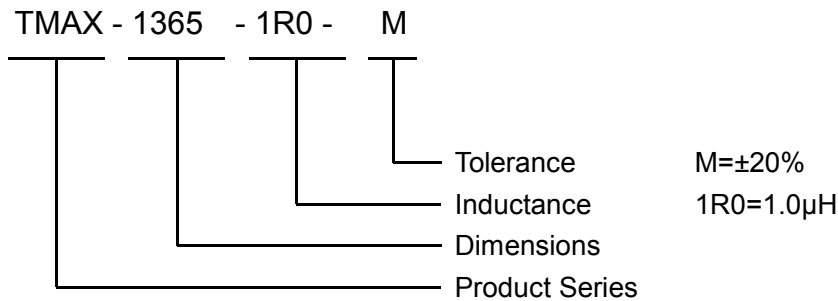 TMAX - 1365 - 1R0 - M
Tolerance M=±20%
Inductance 1R0=1.0µH
Dimensions
Product Series